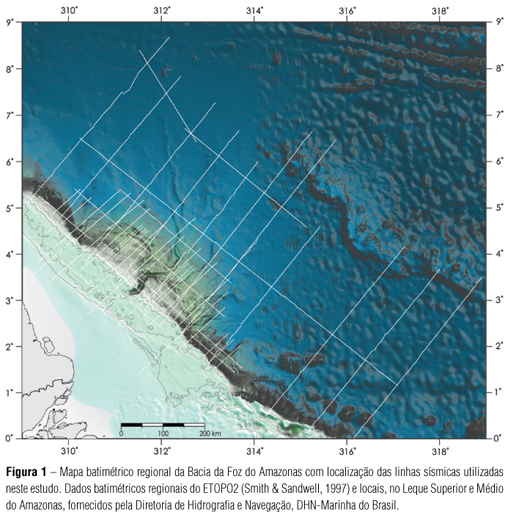 310° 312° 314° 316° 318°
9° 9°
8° 8°
7° 7°
6° 6°
5° 5°
4° 4°
3° 3°
2° 2°
1° 1°
0 100 200 km
0° 0°
310° 312° 314° 316° 318°
Figura 1 – Mapa batimétrico regional da Bacia da Foz do Amazonas com localização das linhas sísmicas utilizadas
neste estudo. Dados batimétricos regionais do ETOPO2 (Smith & Sandwell, 1997) e locais, no Leque Superior e Médio
do Amazonas, fornecidos pela Diretoria de Hidrografia e Navegação, DHN-Marinha do Brasil.